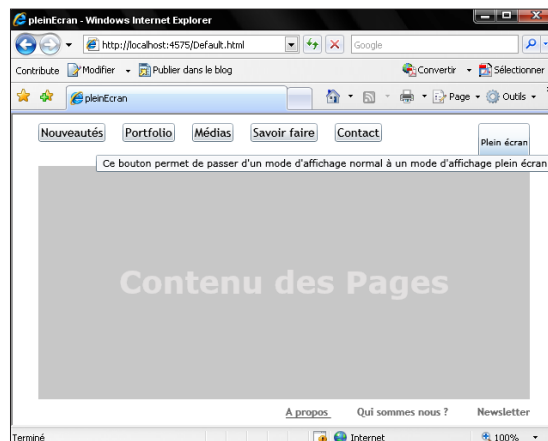 pleinEcran - Windows Internet Explorer
http://localhost:4575/Default.html
Google
Contribute Modifier Publier dans le blog Convertir Sélectionner
pleinEcran Page Outils
Nouveautés Portfolio Médias Savoir faire Contact Plein écran
Ce bouton permet de passer d'un mode d'affichage normal à un mode d'affichage plein écran
Contenu des Pages
A propos Qui sommes nous ? Newsletter
Terminé Internet 100%